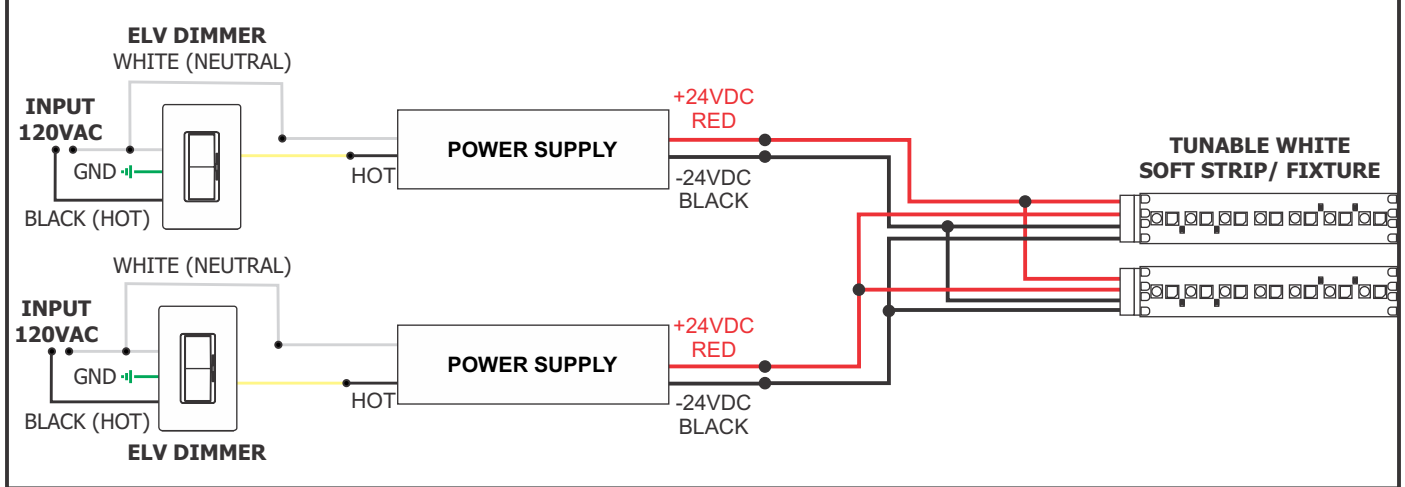 ELV DIMMER
WHITE (NEUTRAL)
INPUT
120VAC
GND
BLACK (HOT)
HOT
POWER SUPPLY
+24VDC
RED
-24VDC
BLACK
TUNABLE WHITE
SOFT STRIP/ FIXTURE
WHITE (NEUTRAL)
INPUT
120VAC
GND
BLACK (HOT)
ELV DIMMER
HOT
POWER SUPPLY
+24VDC
RED
-24VDC
BLACK